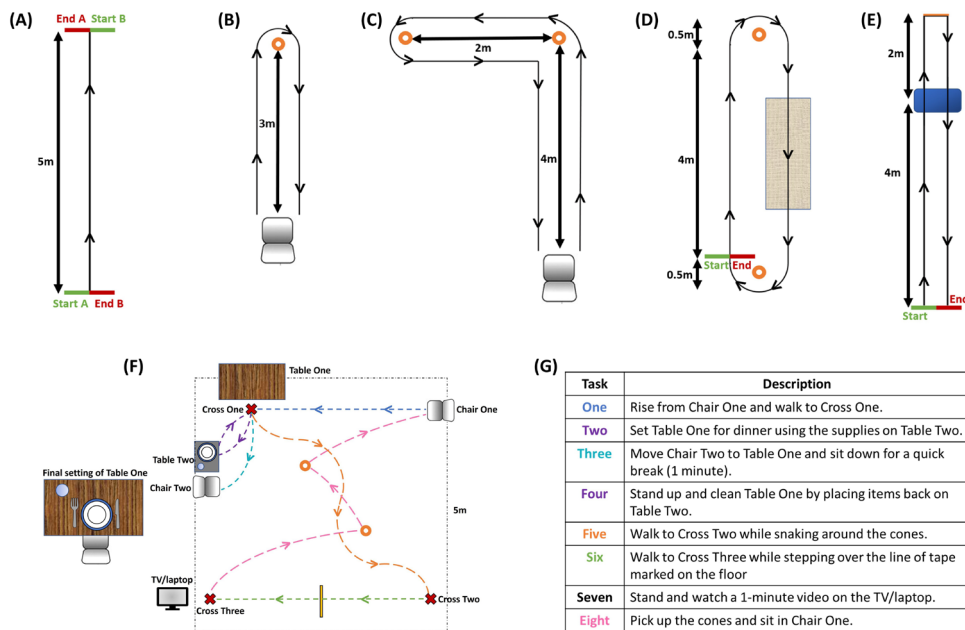 (A)
End A Start B
5m
Start A End B
(B)
3m
(C)
2m
4m
(D)
0.5m
4m
Start End
0.5m
(E)
2m
4m
Start
End
(F)
Table One
Cross One
Chair One
Table Two
Chair Two
Final setting of Table One
5m
TV/laptop
Cross Three
Cross Two
(G)
Task Description
One Rise from Chair One and walk to Cross One.
Two Set Table One for dinner using the supplies on Table Two.
Three Move Chair Two to Table One and sit down for a quick
break (1 minute).
Four Stand up and clean Table One by placing items back on
Table Two.
Five Walk to Cross Two while snaking around the cones.
Six Walk to Cross Three while stepping over the line of tape
marked on the floor
Seven Stand and watch a 1-minute video on the TV/laptop.
Eight Pick up the cones and sit in Chair One.